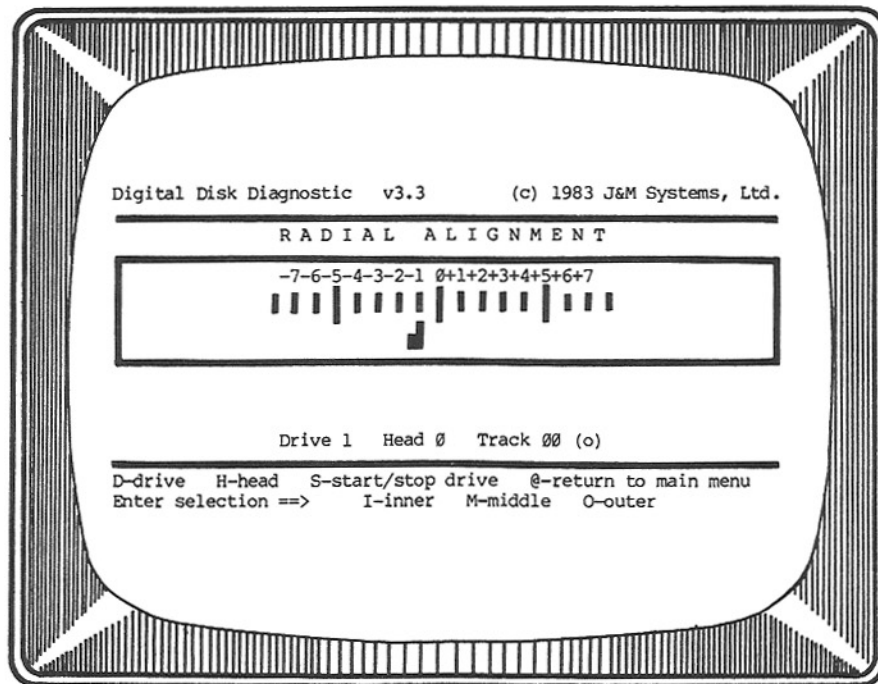 Digital Disk Diagnostic v3.3 (c) 1983 J&M Systems, Ltd.
RADIAL ALIGNMENT
-7-6-5-4-3-2-1 Ø+1+2+3+4+5+6+7
Drive 1 Head Ø Track ØØ (o)
D-drive H-head S-start/stop drive @-return to main menu
Enter selection ==> I-inner M-middle O-outer